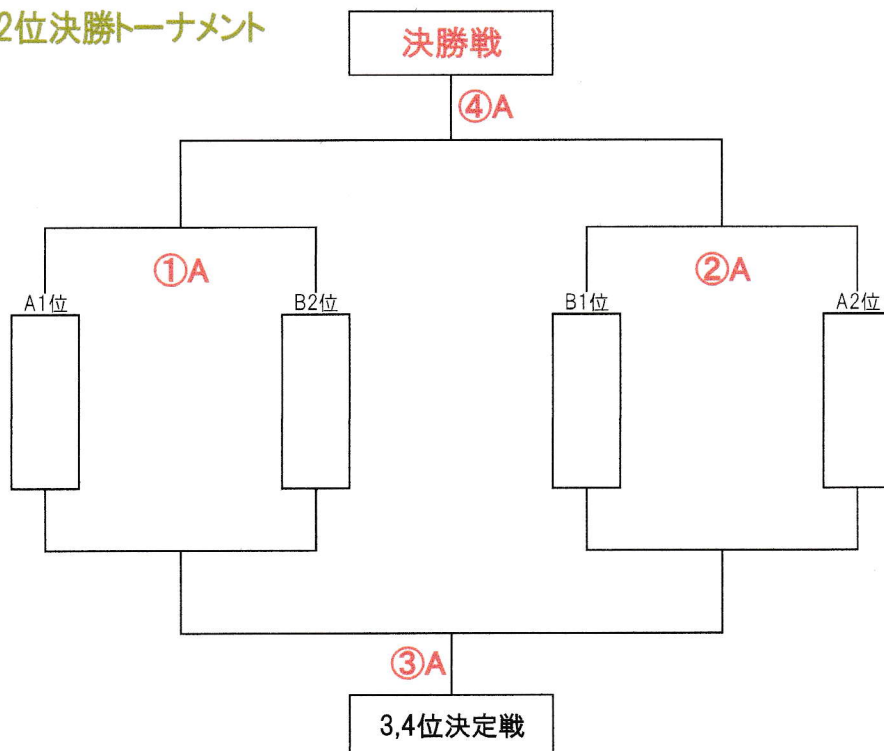 2位決勝トーナメント
決勝戦
④A
①A
②A
A1位
B2位
B1位
A2位
③A
3,4位決定戦